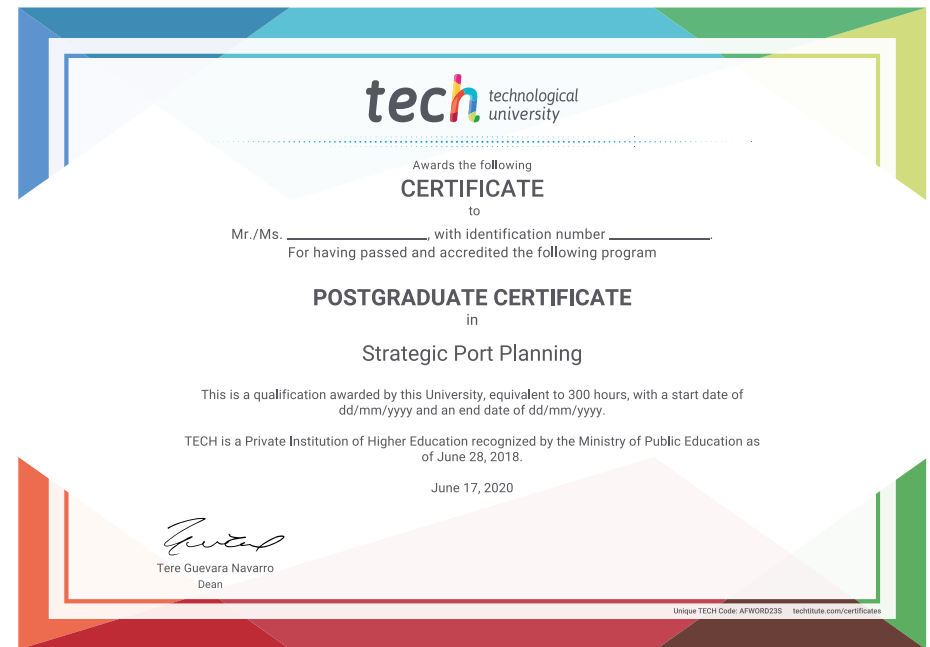 tech technological
university
Awards the following
CERTIFICATE
to
Mr./Ms. ____________________, with identification number ______________.
For having passed and accredited the following program
POSTGRADUATE CERTIFICATE
in
Strategic Port Planning
This is a qualification awarded by this University, equivalent to 300 hours, with a start date of
dd/mm/yyyy and an end date of dd/mm/yyyy.
TECH is a Private Institution of Higher Education recognized by the Ministry of Public Education as
of June 28, 2018.
June 17, 2020
Tere Guevara Navarro
Dean
Unique TECH Code: AFWORD23S techtitute.com/certificates